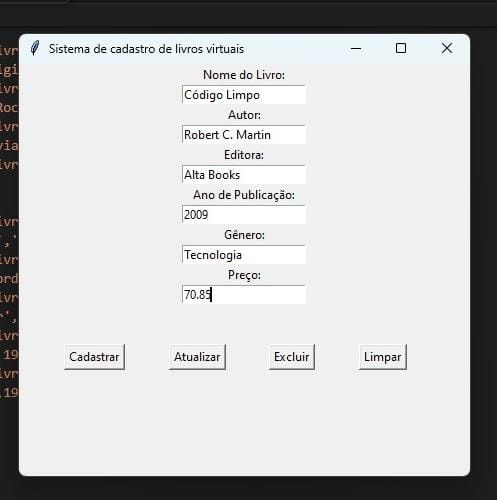 Sistema de cadastro de livros virtuais
Nome do Livro:
Código Limpo
Autor:
Robert C. Martin
Editora:
Alta Books
Ano de Publicação:
2009
Gênero:
Tecnologia
Preço:
70.85
Cadastrar Atualizar Excluir Limpar